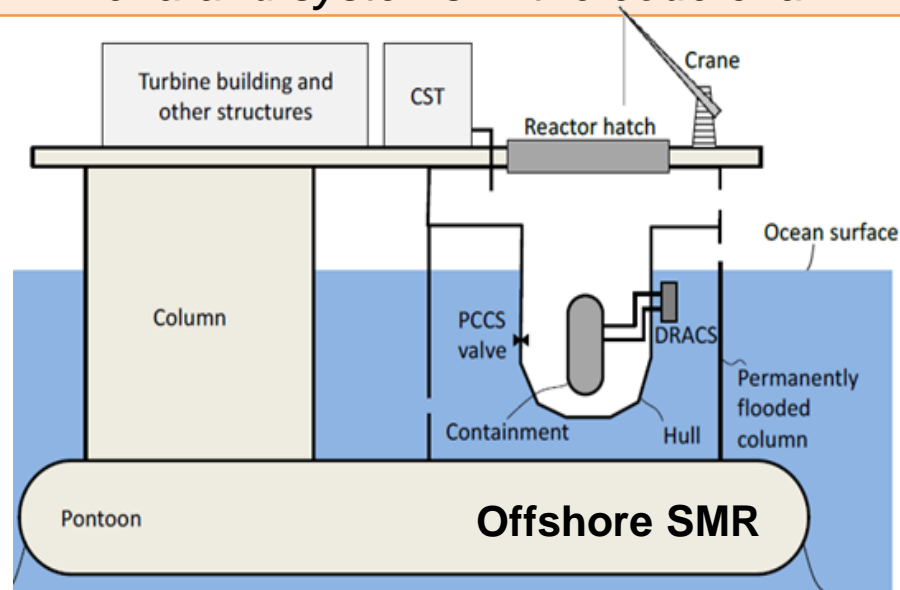 Turbine building and
other structures
CST
Crane
Reactor hatch
Ocean surface
Column
PCCS
valve
DRACS
Permanently
flooded
column
Containment
Hull
Pontoon
Offshore SMR